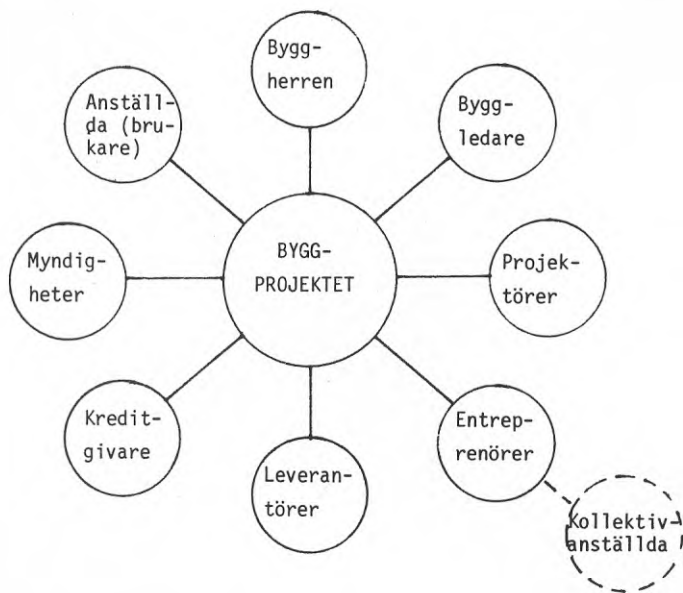 Bygg-
herren
Anställ-
da (bru-
kare)
Bygg-
ledare
Myndig-
heter
BYGG-
PROJEKTET
Projek-
törer
Kredit-
givare
Leveran-
törer
Entrep-
renörer
Kollektiv-
anställda